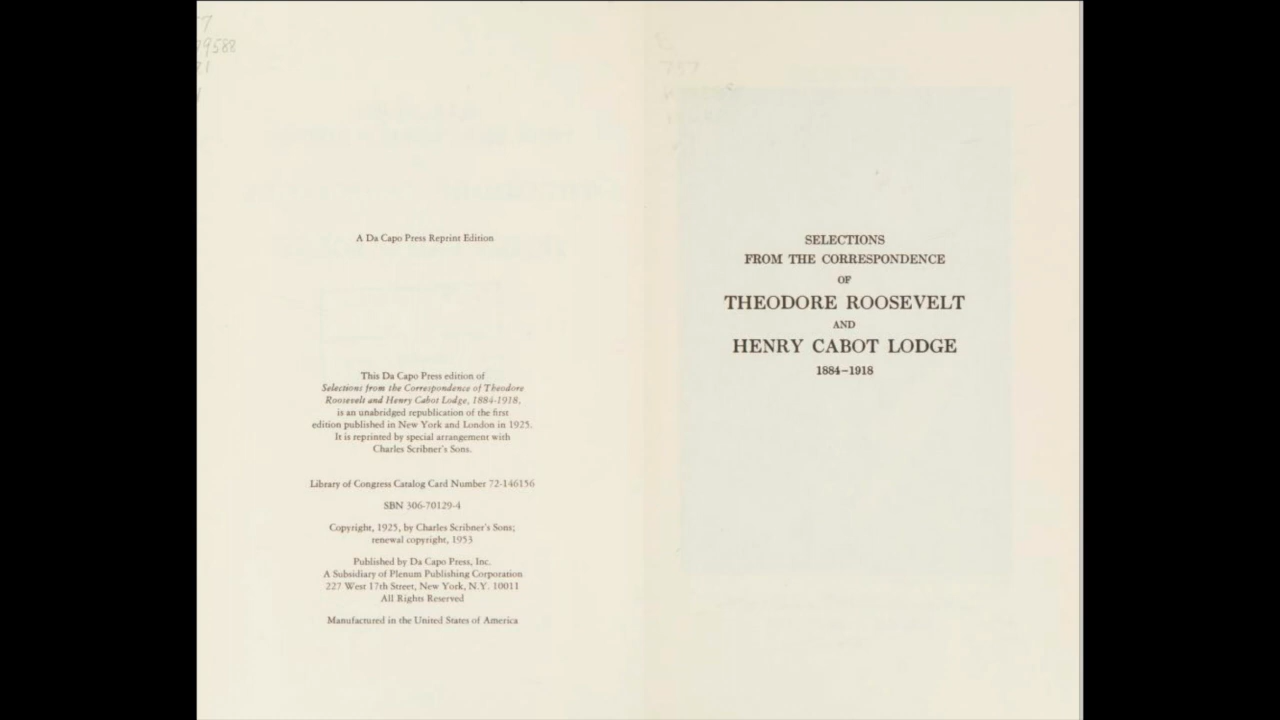 9588
A Da Capo Press Reprint Edition
This Da Capo Press edition of
Selections from the Correspondence of Theodore
Roosevelt and Henry Cabot Lodge, 1884-1918,
is an unabridged republication of the first
edition published in New York and London in 1925.
It is reprinted by special arrangement with
Charles Scribner's Sons.
Library of Congress Catalog Card Number 72-146156
SBN 306-70129-4
Copyright, 1925, by Charles Scribner's Sons;
renewal copyright, 1953
Published by Da Capo Press, Inc.
A Subsidiary of Plenum Publishing Corporation
227 West 17th Street, New York, N.Y. 10011
All Rights Reserved
Manufactured in the United States of America
SELECTIONS
FROM THE CORRESPONDENCE
OF
THEODORE ROOSEVELT
AND
HENRY CABOT LODGE
1884–1918